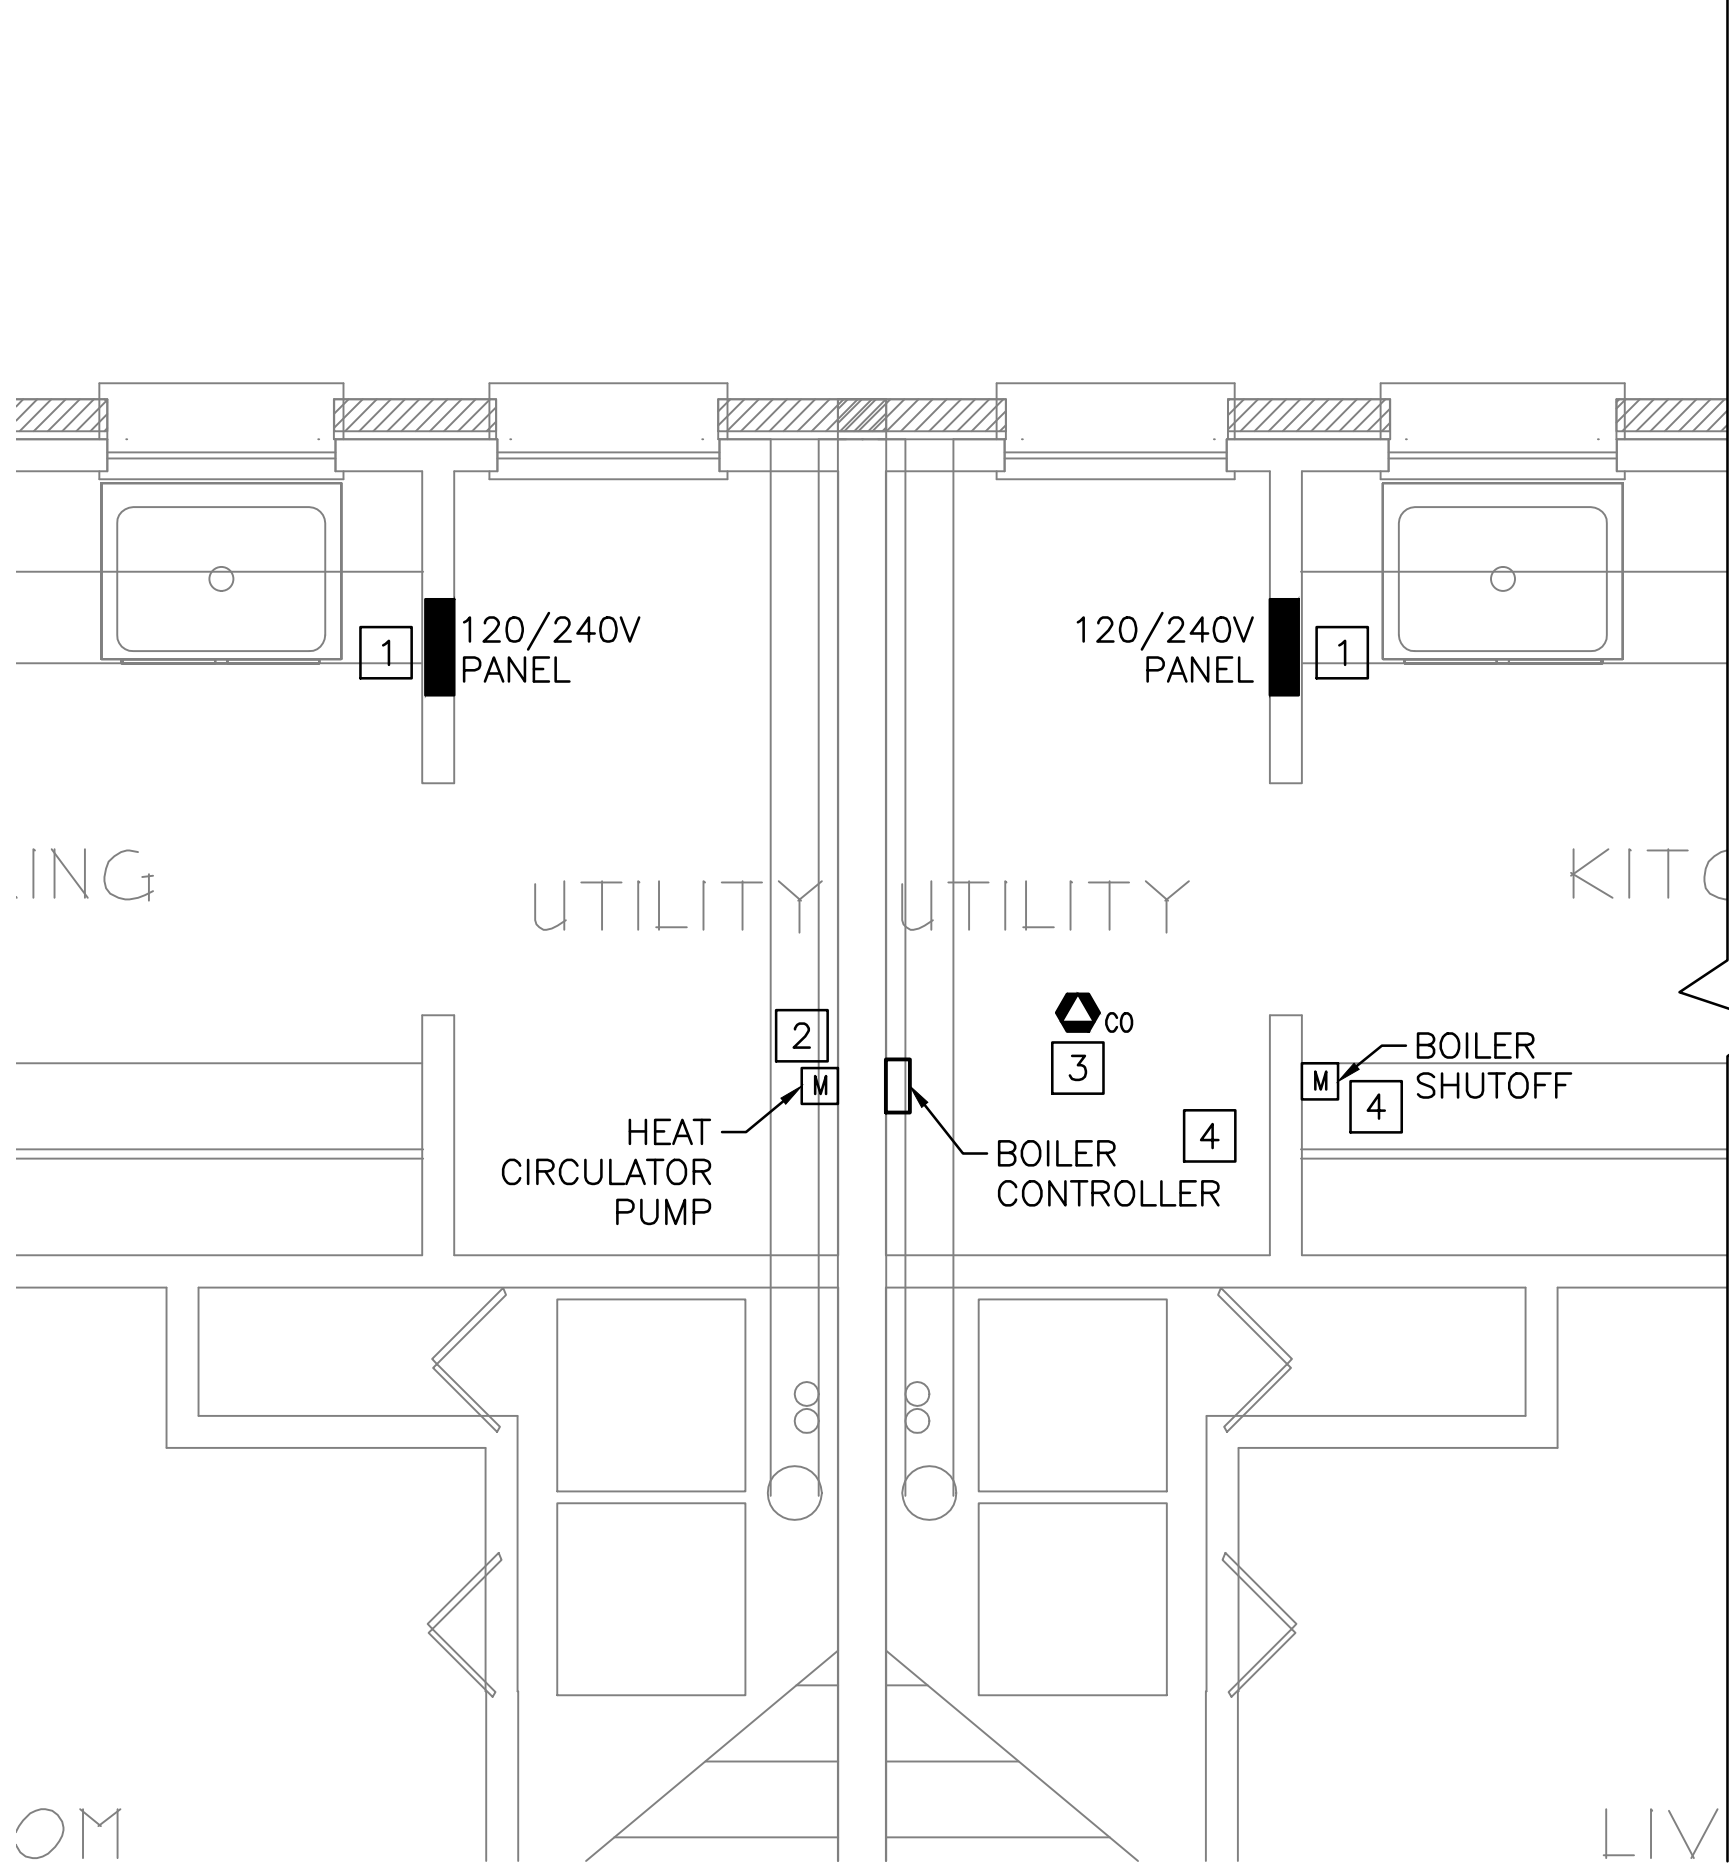 120/240V
PANEL
1
120/240V
PANEL
1
ING
UTILITY
UTILITY
KITC
2
M
HEAT
CIRCULATOR
PUMP
CO
3
BOILER
CONTROLLER
4
M
BOILER
SHUTOFF
4
OM
LIV